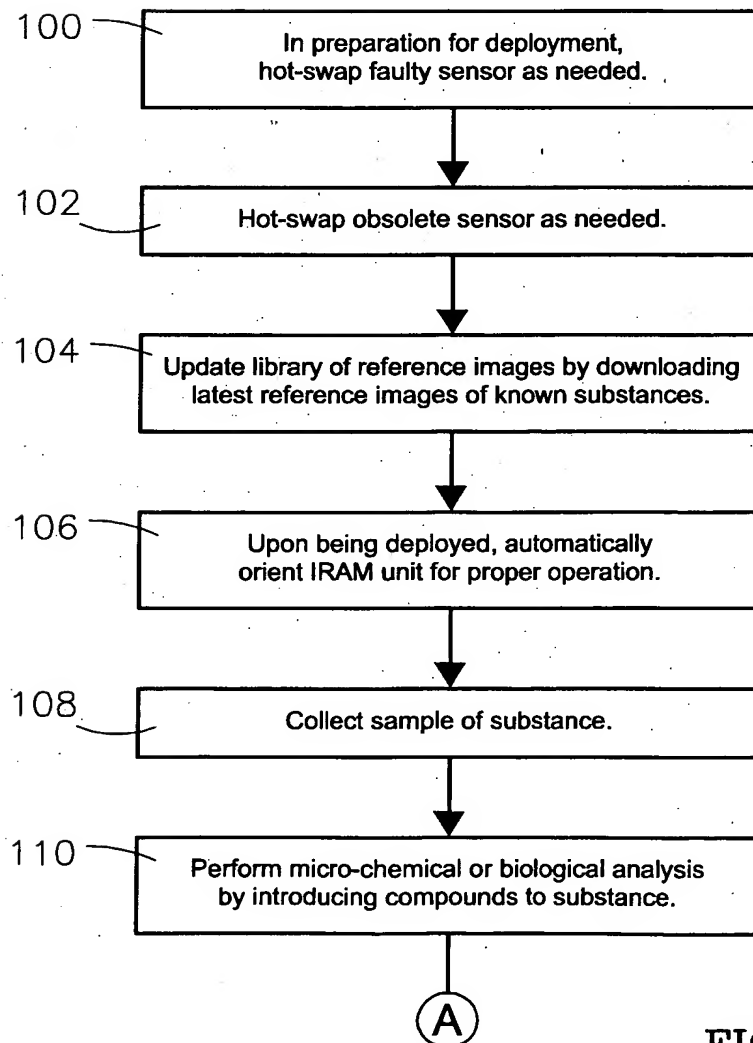 100
In preparation for deployment,
hot-swap faulty sensor as needed.
102
Hot-swap obsolete sensor as needed.
104
Update library of reference images by downloading
latest reference images of known substances.
106
Upon being deployed, automatically
orient IRAM unit for proper operation.
108
Collect sample of substance.
110
Perform micro-chemical or biological analysis
by introducing compounds to substance.
A